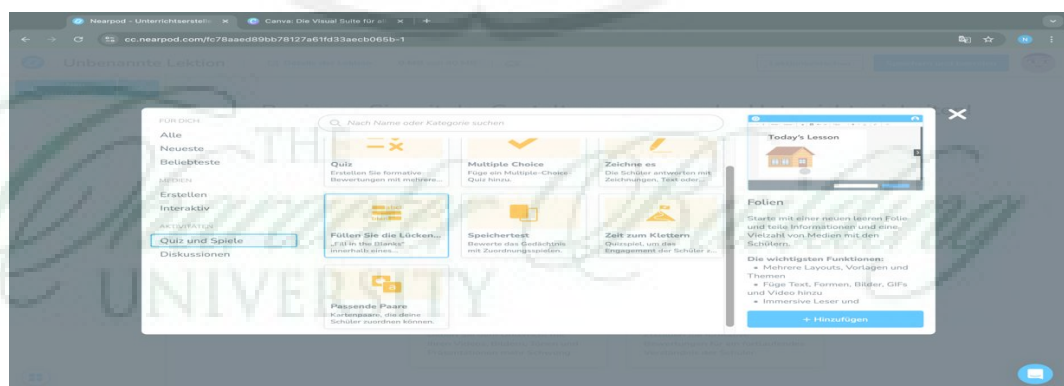 Nearpod - Unterrichtserstelle
Canva: Die Visual Suite für al
cc.nearpod.com/fc78aaed89bb78127a61fd33aecb065b-1
Unbenannte Lektion
FÜR DICH
Alle
Neueste
Beliebteste
MEDIEN
Erstellen
Interaktiv
AKTIVITÄTEN
Quiz und Spiele
Diskussionen
Nach Name oder Kategorie suchen
Quiz
Erstellen Sie formative
Bewertungen mit mehrere...
Multiple Choice
Füge ein Multiple-Choice
Quiz hinzu.
Zeichne es
Die Schüler antworten mit
Zeichnungen, Text oder...
Füllen Sie die Lücken...
„Fill in the Blanks“
innerhalb eines...
Speichertest
Bewerte das Gedächtnis
mit Zuordnungsspielen.
Zeit zum Klettern
Quizspiel, um das
Engagement der Schüler z...
Passende Paare
Kartenpaare, die deine
Schüler zuordnen können.
Today's Lesson
Folien
Starte mit einer neuen leeren Folie
und teile Informationen und eine
Vielzahl von Medien mit den
Schülern.
Die wichtigsten Funktionen:
• Mehrere Layouts, Vorlagen und
Themen
• Füge Text, Formen, Bilder, GIFs
und Video hinzu
• Immersive Leser und
+ Hinzufügen
THE
UNIVERSITY